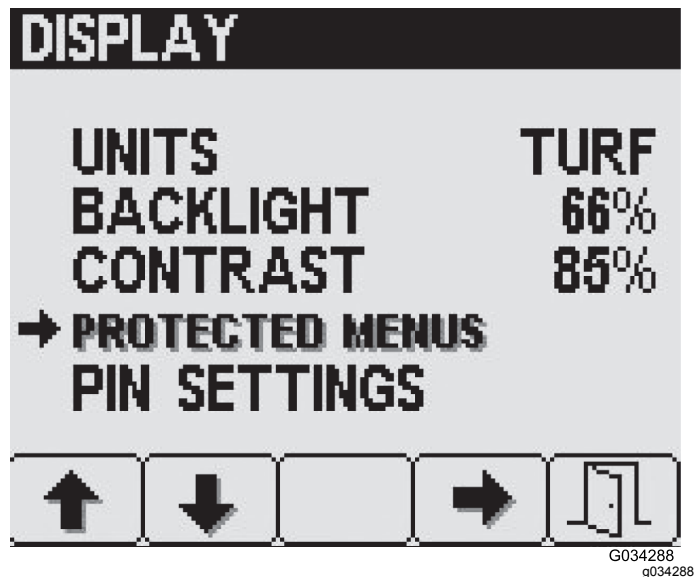 DISPLAY
UNITS TURF
BACKLIGHT 66%
CONTRAST 85%
PROTECTED MENUS
PIN SETTINGS
G034288
g034288